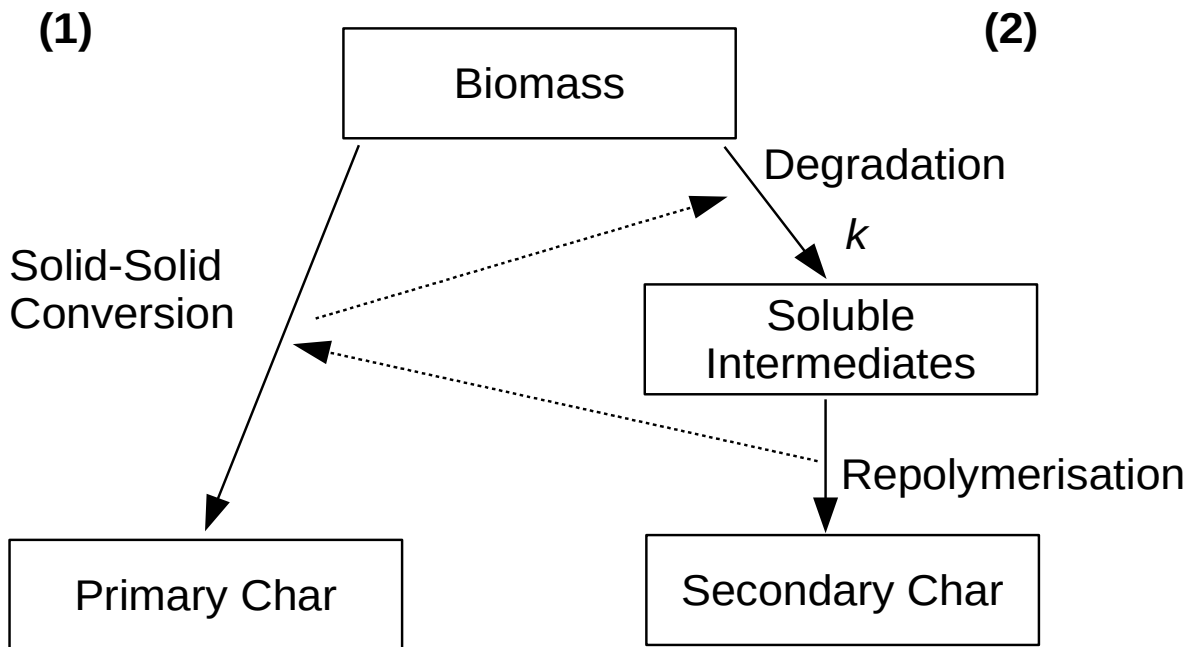 (1)
(2)
Biomass
Degradation
k
Solid-Solid
Conversion
Soluble
Intermediates
Repolymerisation
Primary Char
Secondary Char